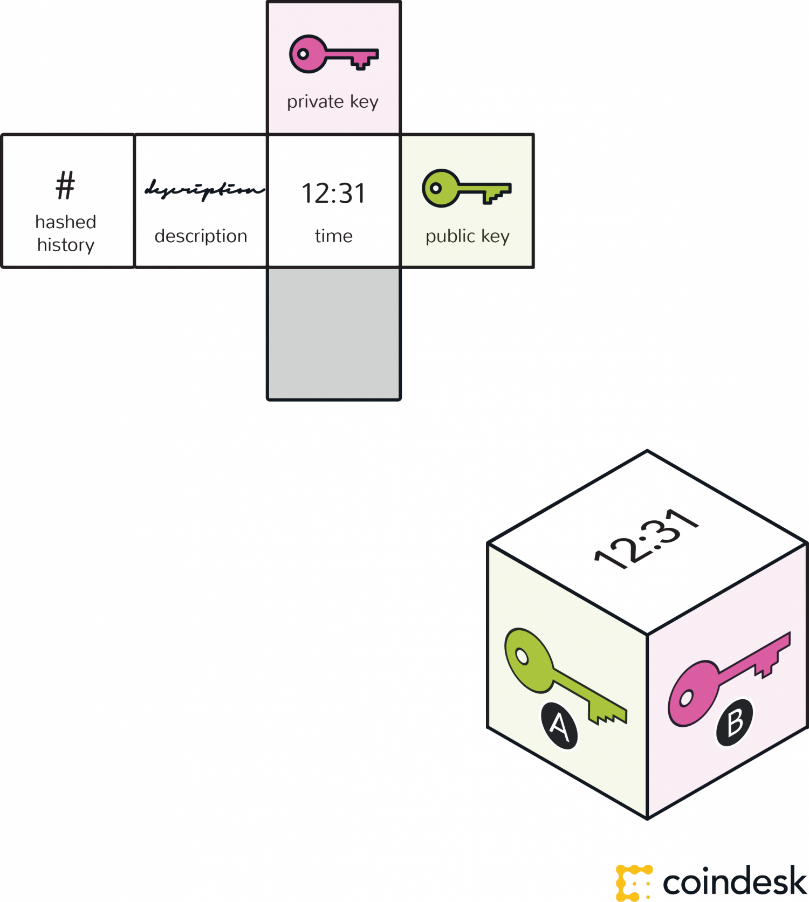 private key
#
hashed
history
description
description
12:31
time
public key
12:31
A
B
coindesk